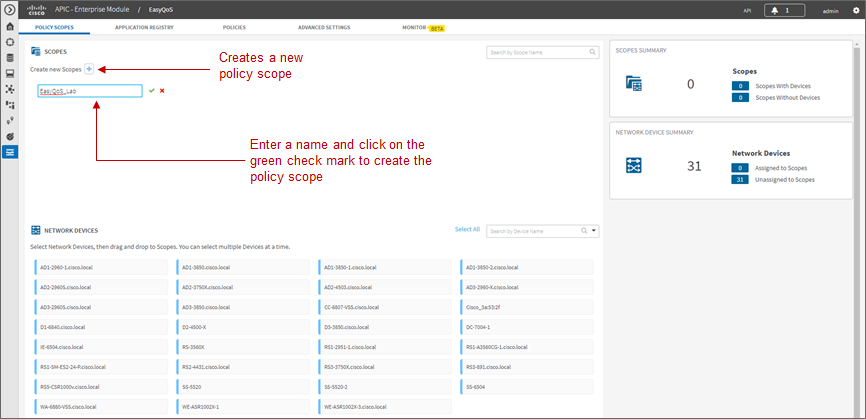 CISCO APIC - Enterprise Module / EasyQoS API 1 admin
POLICY SCOPES APPLICATION REGISTRY POLICIES ADVANCED SETTINGS MONITOR BETA
SCOPES
Search by Scope Name
Create new Scopes +
EasyQoS_Lab
Creates a new
policy scope
Enter a name and click on the
green check mark to create the
policy scope
SCOPES SUMMARY
0
Scopes
0 Scopes With Devices
0 Scopes Without Devices
NETWORK DEVICE SUMMARY
31
Network Devices
0 Assigned to Scopes
31 Unassigned to Scopes
NETWORK DEVICES
Select All
Search by Device Name
Select Network Devices, then drag and drop to Scopes. You can select multiple Devices at a time.
AD1-2960-1.cisco.local AD1-3650.cisco.local AD1-3850-1.cisco.local AD1-3850-2.cisco.local
AD2-2960S.cisco.local AD2-3750X.cisco.local AD2-4503.cisco.local AD3-2960-X.cisco.local
AD3-2960S.cisco.local AD3-3850.cisco.local CC-6807-VSS.cisco.local Cisco_3a:53:2f
D1-6840.cisco.local D2-4500-X D3-3850.cisco.local DC-7004-1
IE-6504.cisco.local RS-3560X RS1-2951-1.cisco.local RS1-A3560CG-1.cisco.local
RS1-SM-ES2-24-P.cisco.local RS2-4431.cisco.local RS3-3750X.cisco.local RS3-891.cisco.local
RS5-CSR1000v.cisco.local SS-5520 SS-5520-2 SS-6504
WA-6880-VSS.cisco.local WE-ASR1002X-1 WE-ASR1002X-3.cisco.local